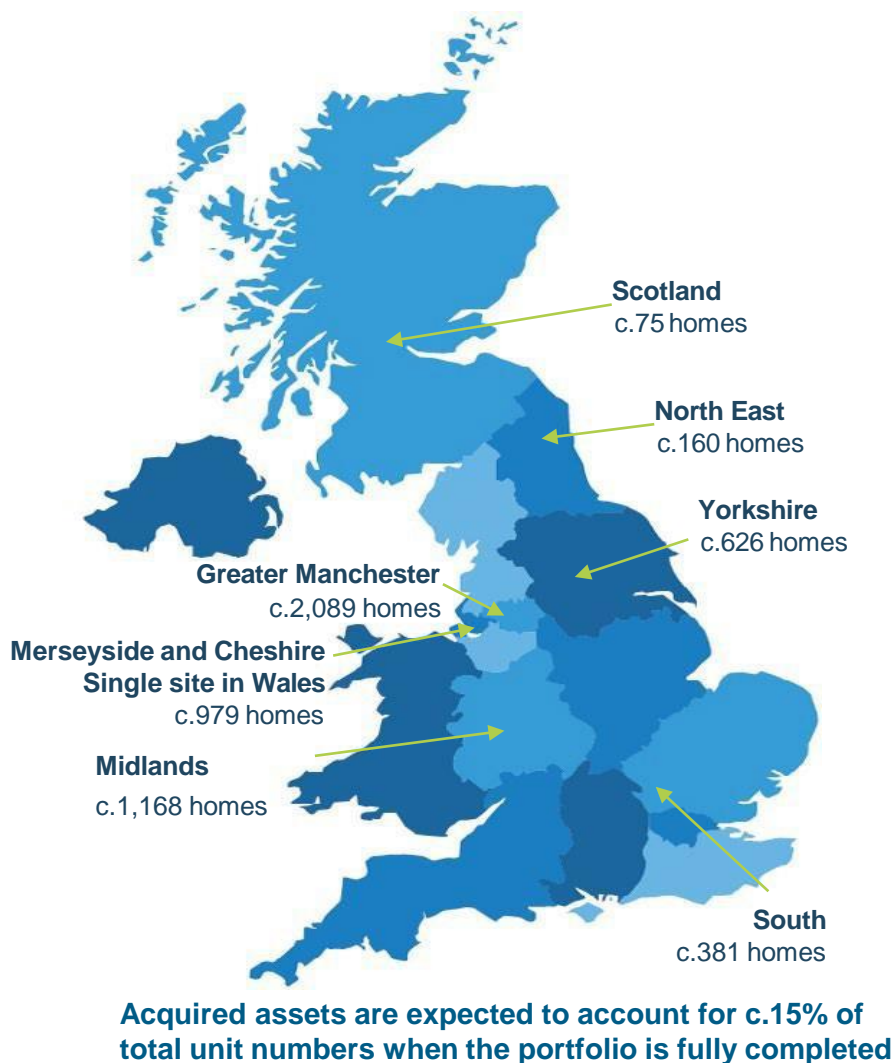 Scotland
c.75 homes
North East
c.160 homes
Yorkshire
c.626 homes
Greater Manchester
c.2,089 homes
Merseyside and Cheshire
Single site in Wales
c.979 homes
Midlands
c.1,168 homes
South
c.381 homes
Acquired assets are expected to account for c.15% of
total unit numbers when the portfolio is fully completed